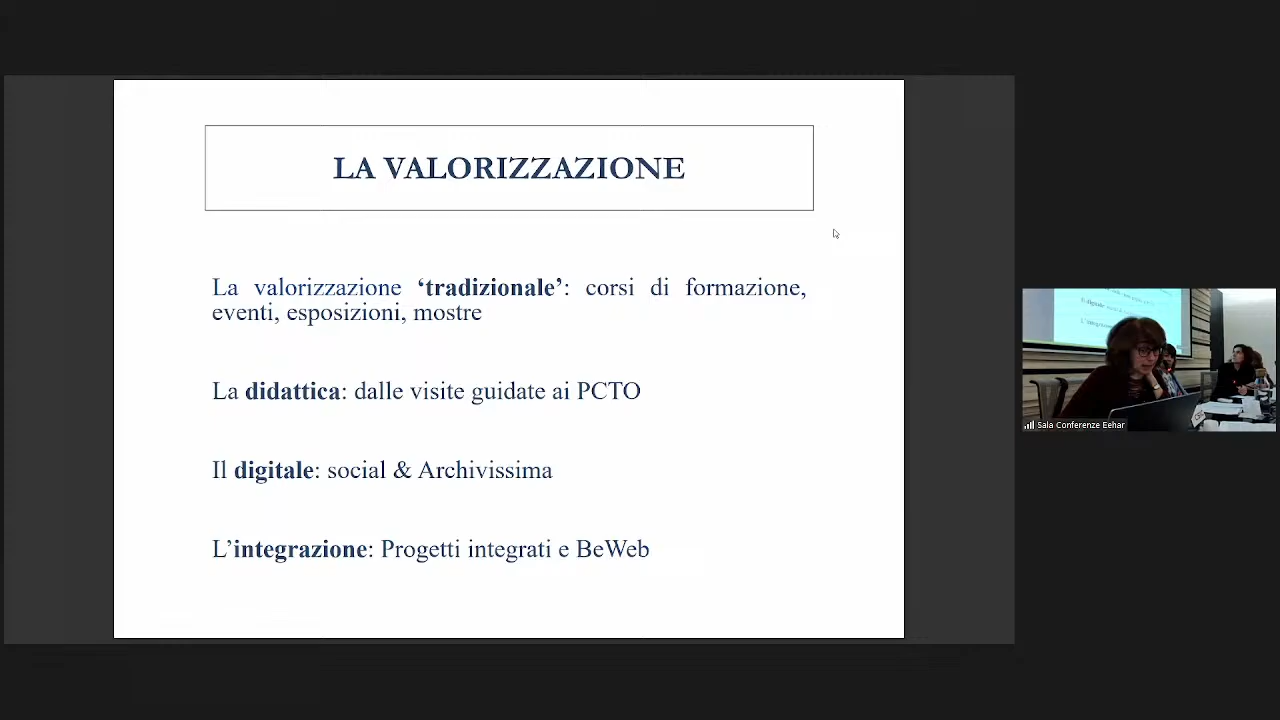 LA VALORIZZAZIONE
La valorizzazione ‘tradizionale’: corsi di formazione,
eventi, esposizioni, mostre
La didattica: dalle visite guidate ai PCTO
Il digitale: social & Archivissima
L’integrazione: Progetti integrati e BeWeb
Sala Conferenze Eehar